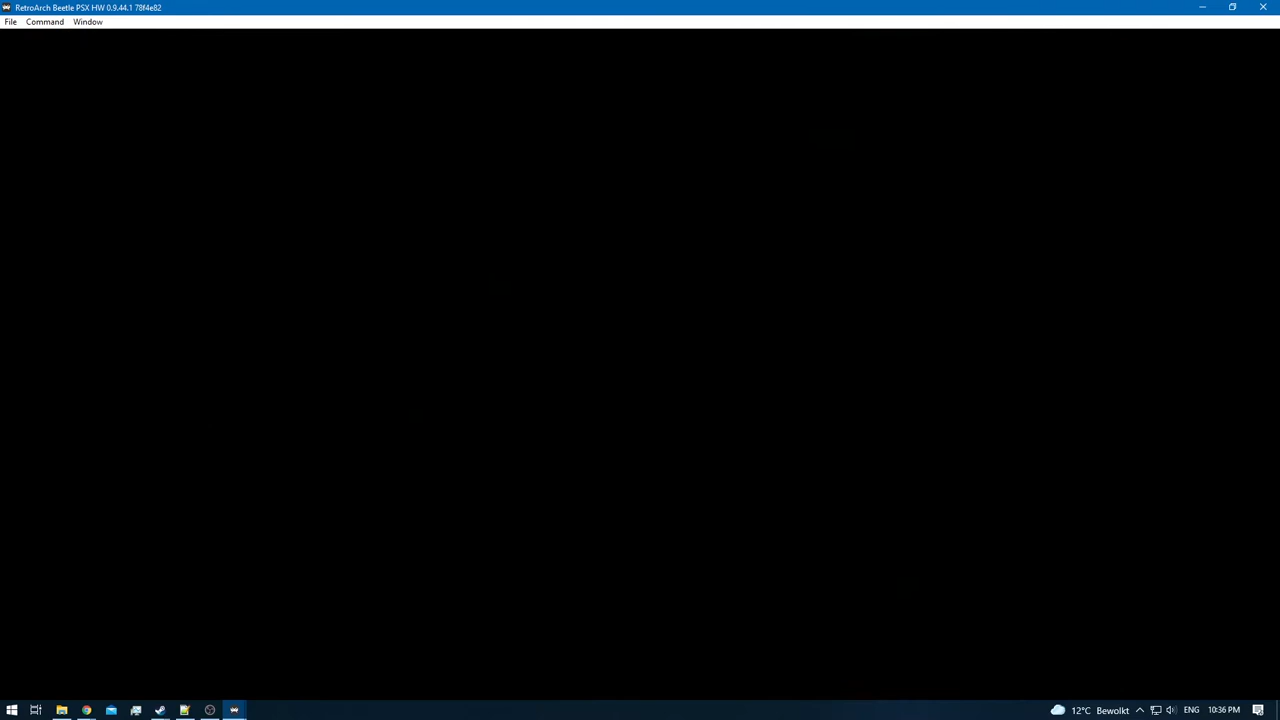 RetroArch Beetle PSX HW 0.9.44.1 78f4e82
File Command Window
12°C Bewolkt ENG 10:36 PM